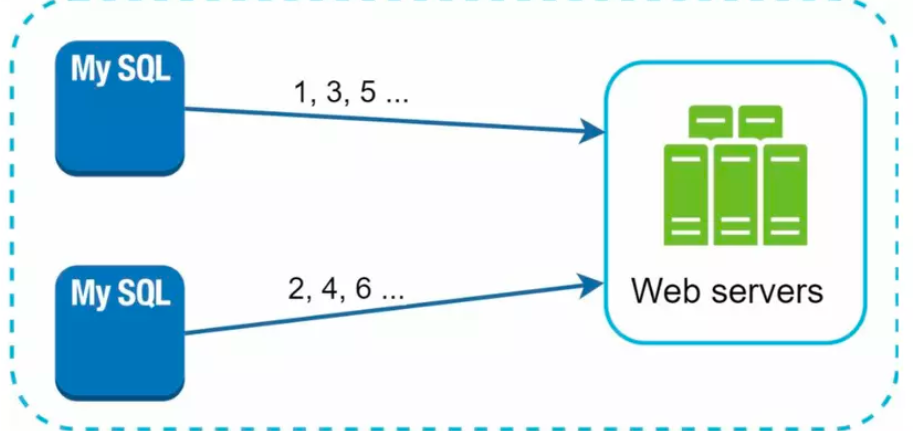 My SQL
1, 3, 5 ...
My SQL
2, 4, 6 ...
Web servers